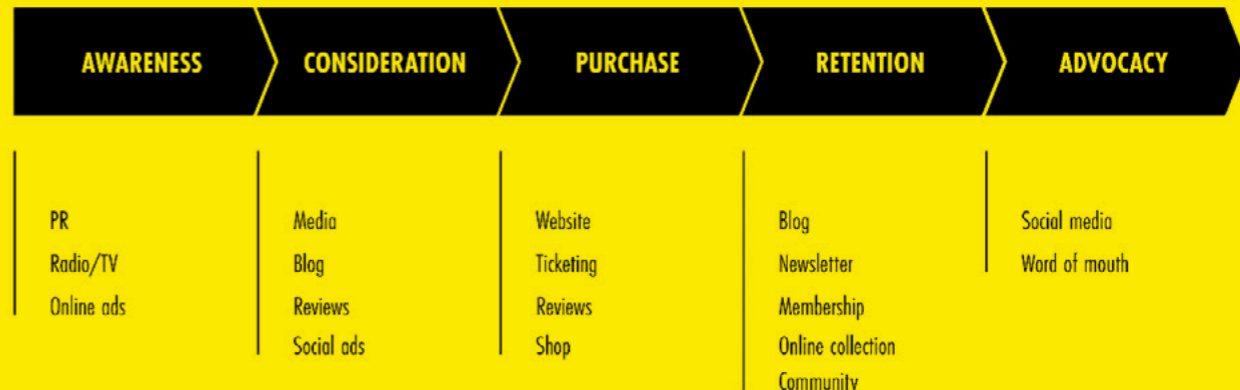 AWARENESS
CONSIDERATION
PURCHASE
RETENTION
ADVOCACY
PR
Radio/TV
Online ads
Media
Blog
Reviews
Social ads
Website
Ticketing
Reviews
Shop
Blog
Newsletter
Membership
Online collection
Community
Social media
Word of mouth